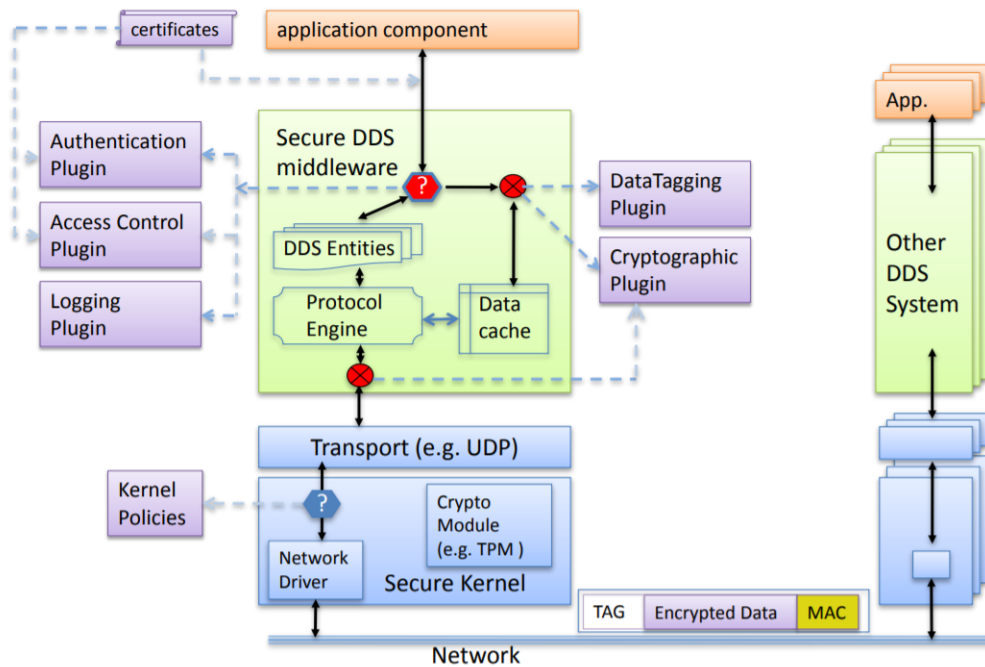 certificates
application component
App.
Secure DDS
middleware
?
Authentication
Plugin
Access Control
Plugin
Logging
Plugin
DataTagging
Plugin
Cryptographic
Plugin
DDS Entities
Protocol
Engine
Data
cache
Other
DDS
System
Transport (e.g. UDP)
Kernel
Policies
?
Crypto
Module
(e.g. TPM )
Network
Driver
Secure Kernel
TAG
Encrypted Data
MAC
Network